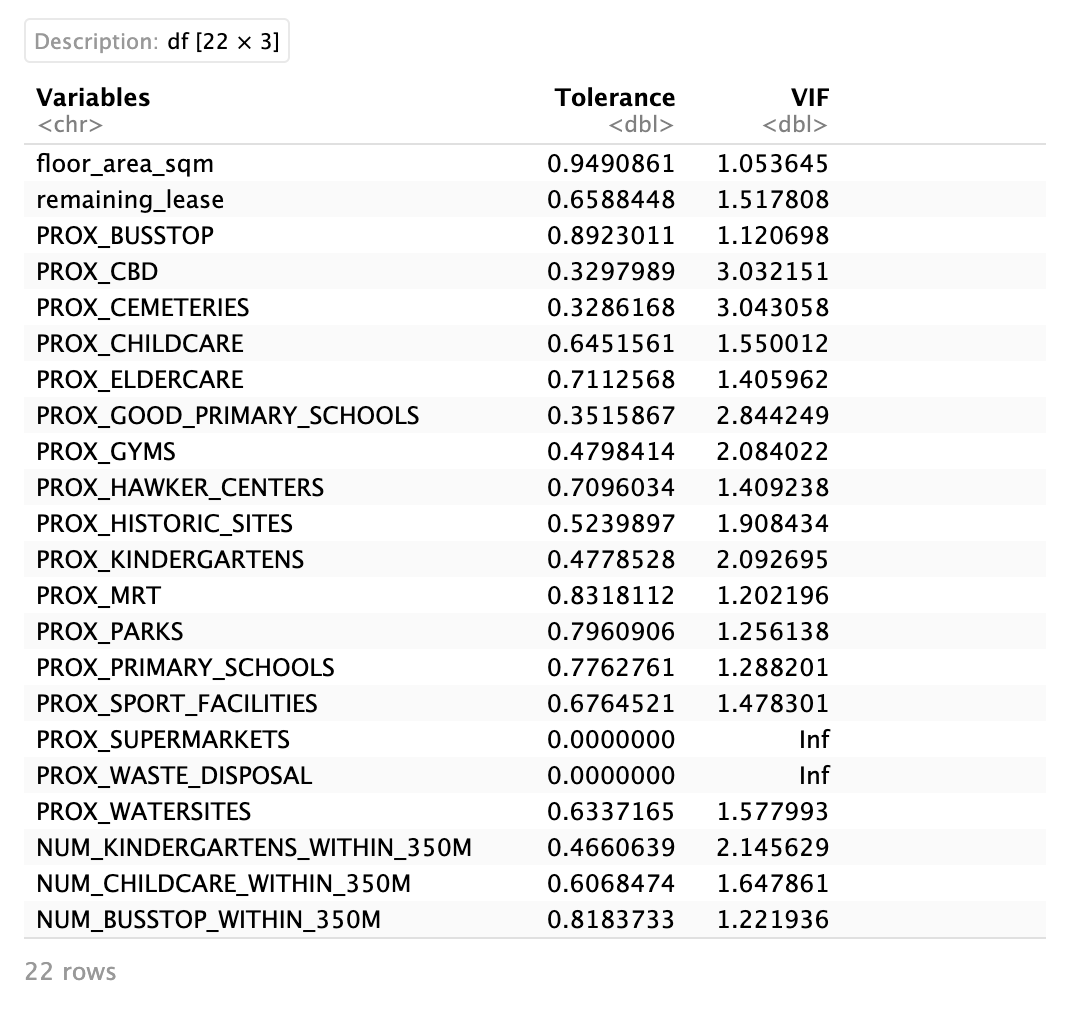 Description: df [22 × 3]
Variables Tolerance VIF
<chr> <dbl> <dbl>
floor_area_sqm 0.9490861 1.053645
remaining_lease 0.6588448 1.517808
PROX_BUSSTOP 0.8923011 1.120698
PROX_CBD 0.3297989 3.032151
PROX_CEMETERIES 0.3286168 3.043058
PROX_CHILDCARE 0.6451561 1.550012
PROX_ELDERCARE 0.7112568 1.405962
PROX_GOOD_PRIMARY_SCHOOLS 0.3515867 2.844249
PROX_GYMS 0.4798414 2.084022
PROX_HAWKER_CENTERS 0.7096034 1.409238
PROX_HISTORIC_SITES 0.5239897 1.908434
PROX_KINDERGARTENS 0.4778528 2.092695
PROX_MRT 0.8318112 1.202196
PROX_PARKS 0.7960906 1.256138
PROX_PRIMARY_SCHOOLS 0.7762761 1.288201
PROX_SPORT_FACILITIES 0.6764521 1.478301
PROX_SUPERMARKETS 0.0000000 Inf
PROX_WASTE_DISPOSAL 0.0000000 Inf
PROX_WATERSITES 0.6337165 1.577993
NUM_KINDERGARTENS_WITHIN_350M 0.4660639 2.145629
NUM_CHILDCARE_WITHIN_350M 0.6068474 1.647861
NUM_BUSSTOP_WITHIN_350M 0.8183733 1.221936
22 rows